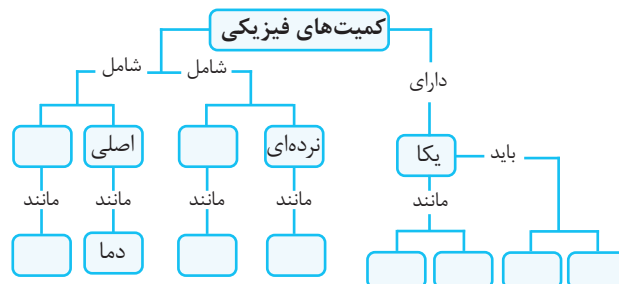 کمیت‌های فیزیکی
دارای
شامل
شامل
یکا
باید
نرده‌ای
اصلی
مانند
مانند
مانند
مانند
مانند
دما